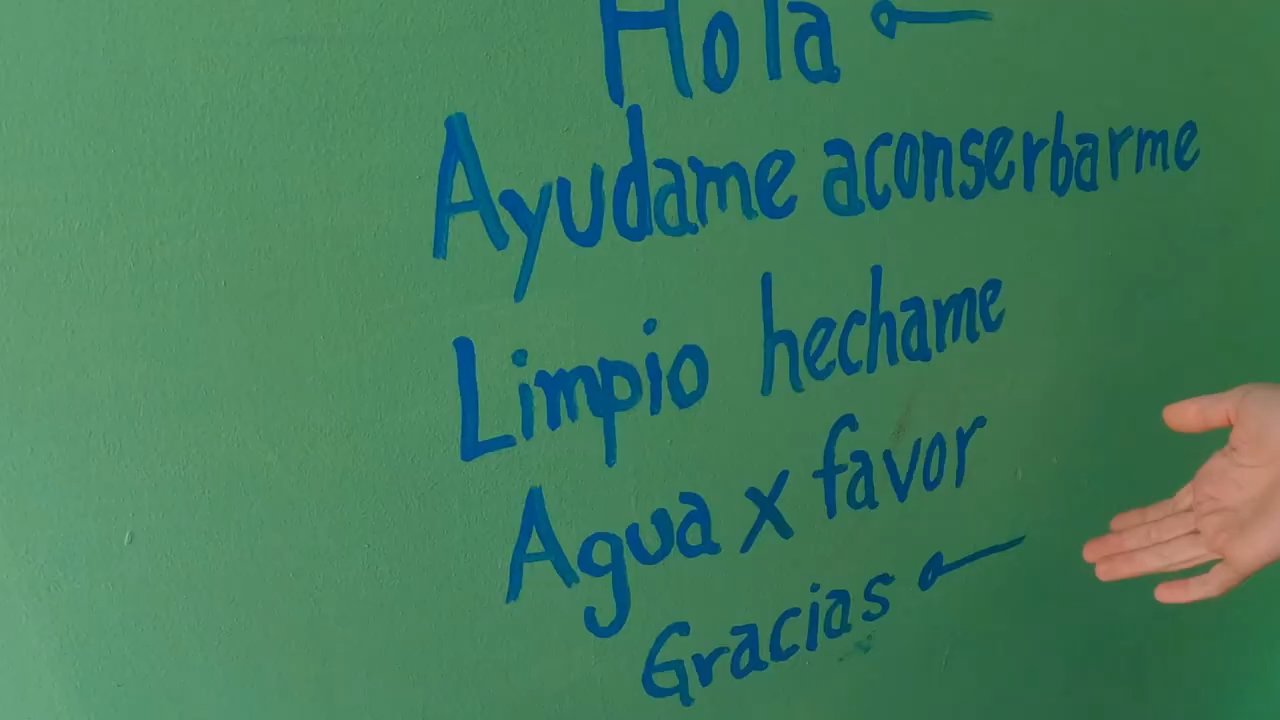 Hola
Ayudame aconserbarme
Limpio hechame
Agua x favor
Gracias